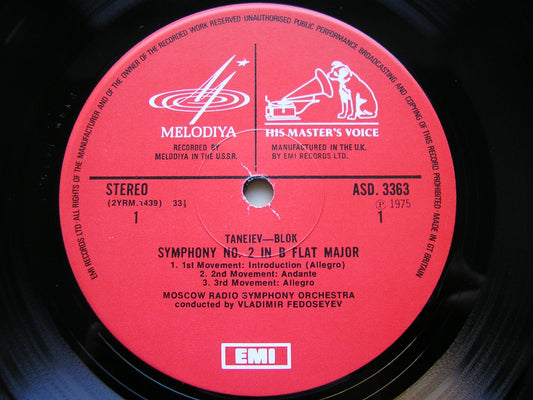 EMI RECORDS LTD · ALL RIGHTS OF THE MANUFACTURER AND OF THE OWNER OF THE RECORDED WORK RESERVED · UNAUTHORISED PUBLIC PERFORMANCE BROADCASTING AND COPYING OF THIS RECORD PROHIBITED · MADE IN GT BRITAIN
MELODIYA
HIS MASTER'S VOICE
RECORDED BY
MELODIYA IN THE U.S.S.R.
MANUFACTURED IN THE U.K.
BY EMI RECORDS LTD.
STEREO
ASD. 3363
(2YRM.1439) 33⅓
Ⓟ 1975
1
1
TANEIEV—BLOK
SYMPHONY NO. 2 IN B FLAT MAJOR
1. 1st Movement: Introduction (Allegro)
2. 2nd Movement: Andante
3. 3rd Movement: Allegro
MOSCOW RADIO SYMPHONY ORCHESTRA
conducted by VLADIMIR FEDOSEYEV
EMI